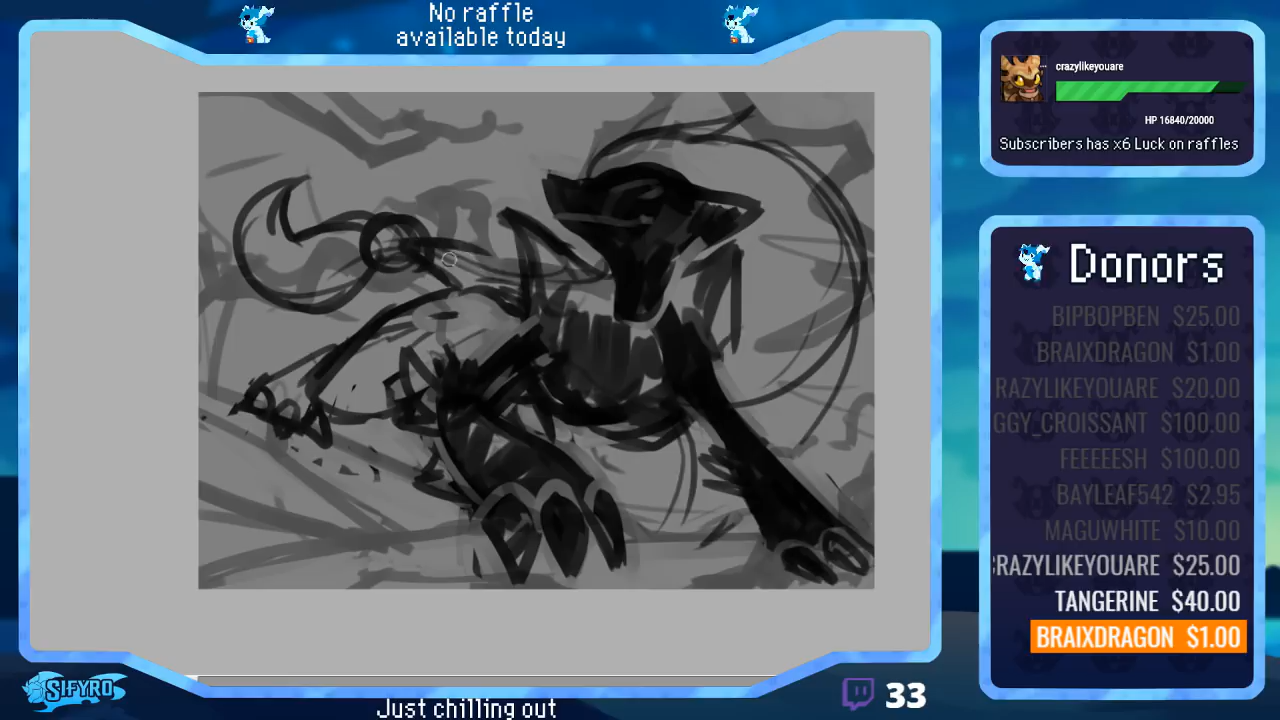 No raffle
available today
crazylikeyouare
HP 16840/20000
Subscribers has x6 Luck on raffles
Donors
BIPBOPBEN $25.00
BRAIXDRAGON $1.00
RAZYLIKEYOUARE $20.00
GGY_CROISSANT $100.00
FEEEEESH $100.00
BAYLEAF542 $2.95
MAGUWHITE $10.00
CRAZYLIKEYOUARE $25.00
TANGERINE $40.00
BRAIXDRAGON $1.00
SIFYRO
Just chilling out
33